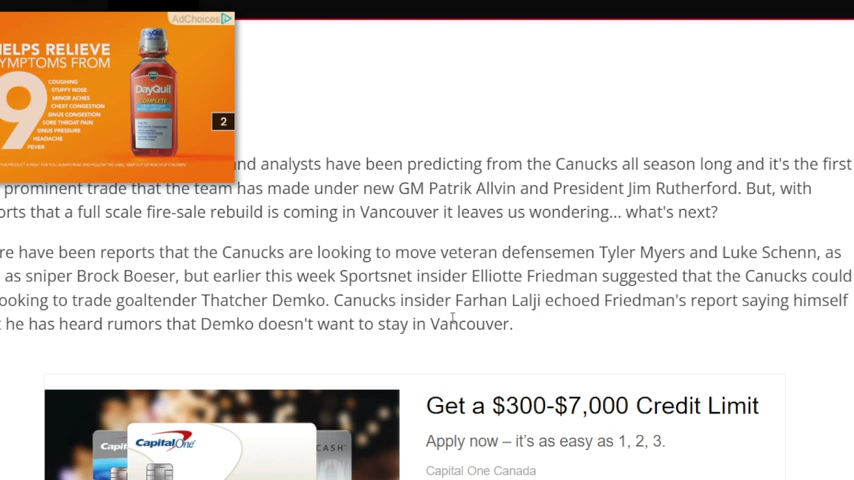 AdChoices
HELPS RELIEVE
SYMPTOMS FROM
9
COUGHING
STUFFY NOSE
MINOR ACHES
CHEST CONGESTION
SINUS CONGESTION
SORE THROAT PAIN
SINUS PRESSURE
HEADACHE
FEVER
VICKS
DayQuil
COMPLETE
2
nd analysts have been predicting from the Canucks all season long and it's the first
prominent trade that the team has made under new GM Patrik Allvin and President Jim Rutherford. But, with
orts that a full scale fire-sale rebuild is coming in Vancouver it leaves us wondering... what's next?
re have been reports that the Canucks are looking to move veteran defensemen Tyler Myers and Luke Schenn, as
as sniper Brock Boeser, but earlier this week Sportsnet insider Elliotte Friedman suggested that the Canucks could
ooking to trade goaltender Thatcher Demko. Canucks insider Farhan Lalji echoed Friedman's report saying himself
t he has heard rumors that Demko doesn't want to stay in Vancouver.
Get a $300-$7,000 Credit Limit
Apply now – it's as easy as 1, 2, 3.
Capital One Canada
Capit
Capital One
CASH